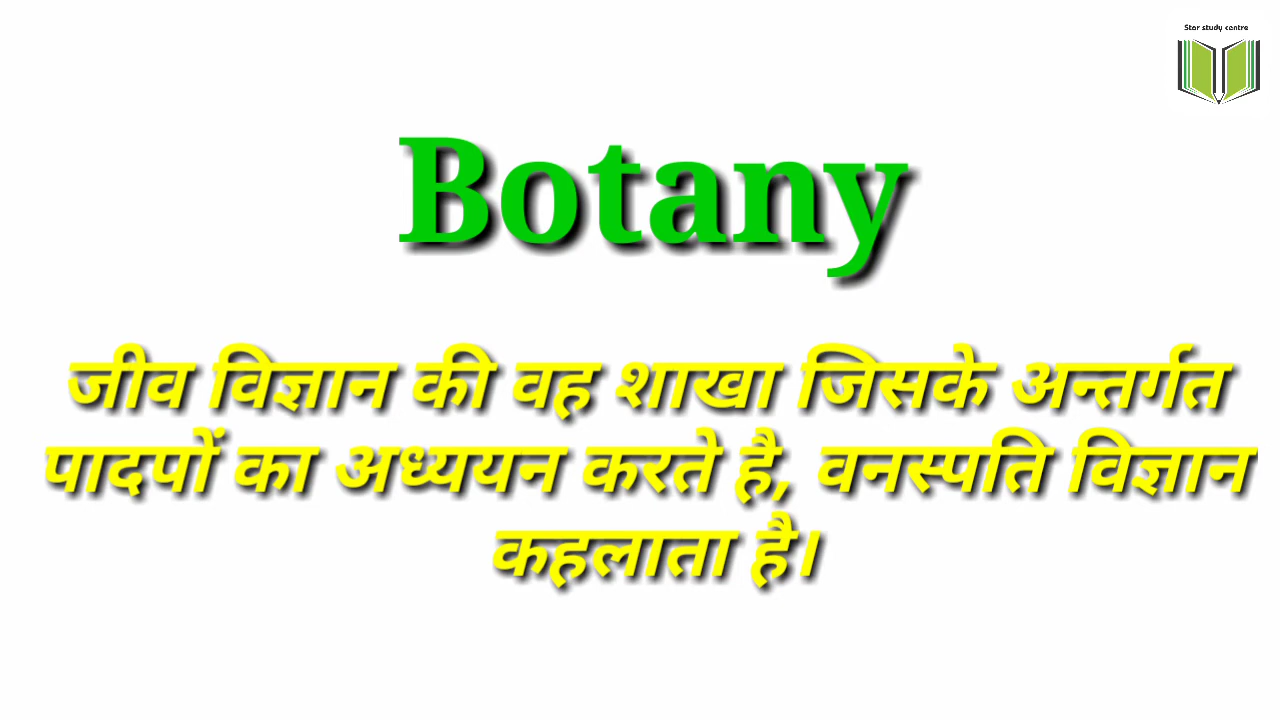 Star study centre
Botany
जीव विज्ञान की वह शाखा जिसके अन्तर्गत
पादपों का अध्ययन करते है, वनस्पति विज्ञान
कहलाता है।